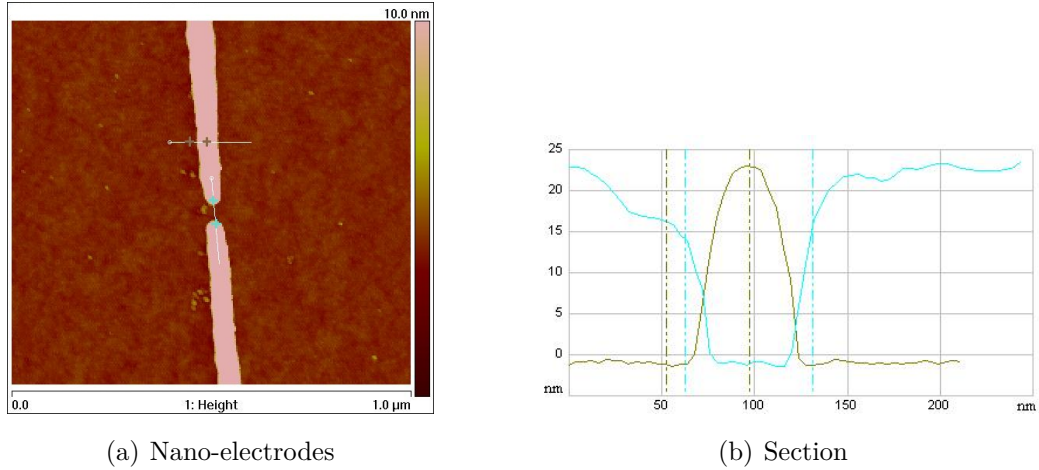 10.0 nm
0.0 1: Height 1.0 µm
(a) Nano-electrodes
25
20
15
10
5
0
nm
50 100 150 200 nm
(b) Section